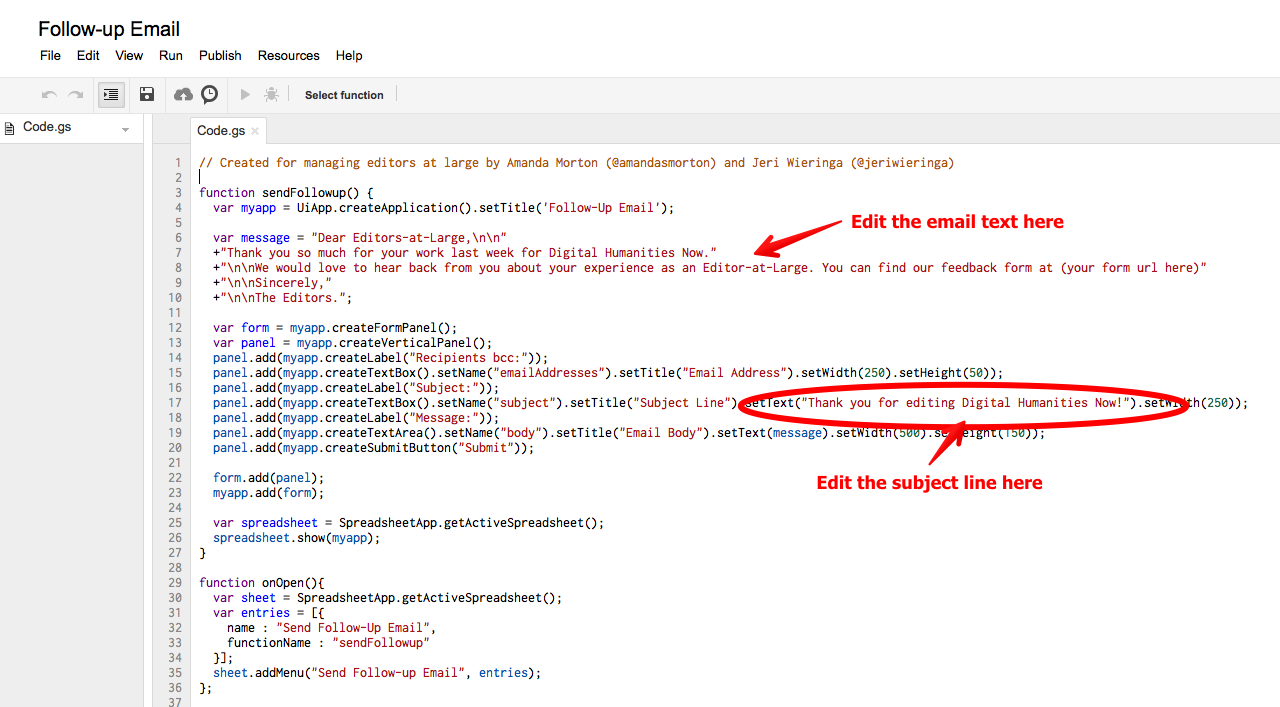 Follow-up Email
File Edit View Run Publish Resources Help
Select function
Code.gs
Code.gs
1 // Created for managing editors at large by Amanda Morton (@amandasmorton) and Jeri Wieringa (@jeriwieringa)
2
3 function sendFollowup() {
4 var myapp = UiApp.createApplication().setTitle('Follow-Up Email');
5
Edit the email text here
6 var message = "Dear Editors-at-Large,\n\n"
7 +"Thank you so much for your work last week for Digital Humanities Now."
8 +"\n\nWe would love to hear back from you about your experience as an Editor-at-Large. You can find our feedback form at (your form url here)"
9 +"\n\nSincerely,"
10 +"\n\nThe Editors.";
11
12 var form = myapp.createFormPanel();
13 var panel = myapp.createVerticalPanel();
14 panel.add(myapp.createLabel("Recipients bcc:"));
15 panel.add(myapp.createTextBox().setName("emailAddresses").setTitle("Email Address").setWidth(250).setHeight(50));
16 panel.add(myapp.createLabel("Subject:"));
17 panel.add(myapp.createTextBox().setName("subject").setTitle("Subject Line").setText("Thank you for editing Digital Humanities Now!").setWidth(250));
18 panel.add(myapp.createLabel("Message:"));
19 panel.add(myapp.createTextArea().setName("body").setTitle("Email Body").setText(message).setWidth(500).setHeight(150));
20 panel.add(myapp.createSubmitButton("Submit"));
21
22 form.add(panel);
Edit the subject line here
23 myapp.add(form);
24
25 var spreadsheet = SpreadsheetApp.getActiveSpreadsheet();
26 spreadsheet.show(myapp);
27 }
28
29 function onOpen(){
30 var sheet = SpreadsheetApp.getActiveSpreadsheet();
31 var entries = [{
32 name : "Send Follow-Up Email",
33 functionName : "sendFollowup"
34 }];
35 sheet.addMenu("Send Follow-up Email", entries);
36 };
37